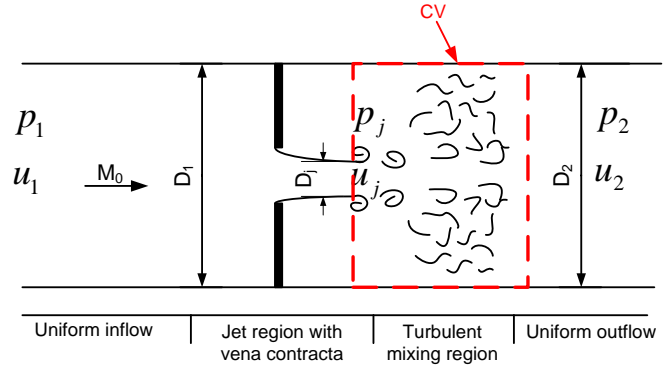 CV
p1
pj
p2
u1
M0
D1
Dj
uj
D2
u2
Uniform inflow
Jet region with
vena contracta
Turbulent
mixing region
Uniform outflow